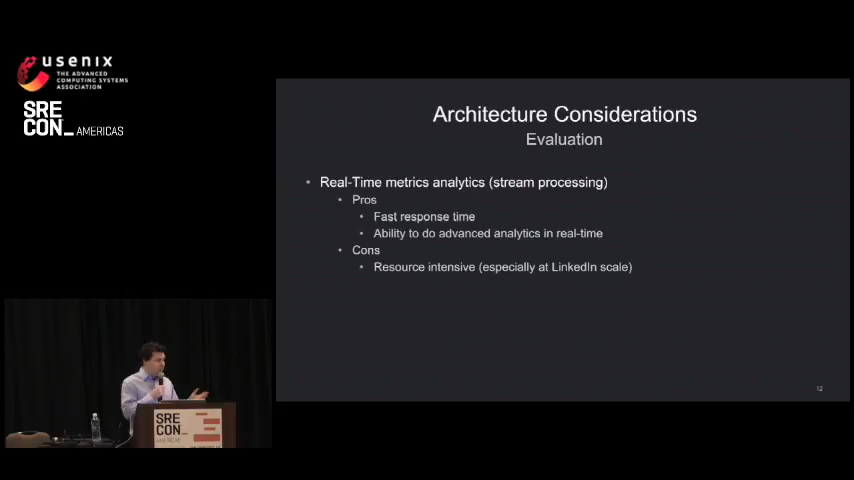 usenix
THE ADVANCED
COMPUTING SYSTEMS
ASSOCIATION
SRE
CON_AMERICAS
Architecture Considerations
Evaluation
• Real-Time metrics analytics (stream processing)
• Pros
• Fast response time
• Ability to do advanced analytics in real-time
• Cons
• Resource intensive (especially at LinkedIn scale)
12
SRE
CON_
AMERICAS